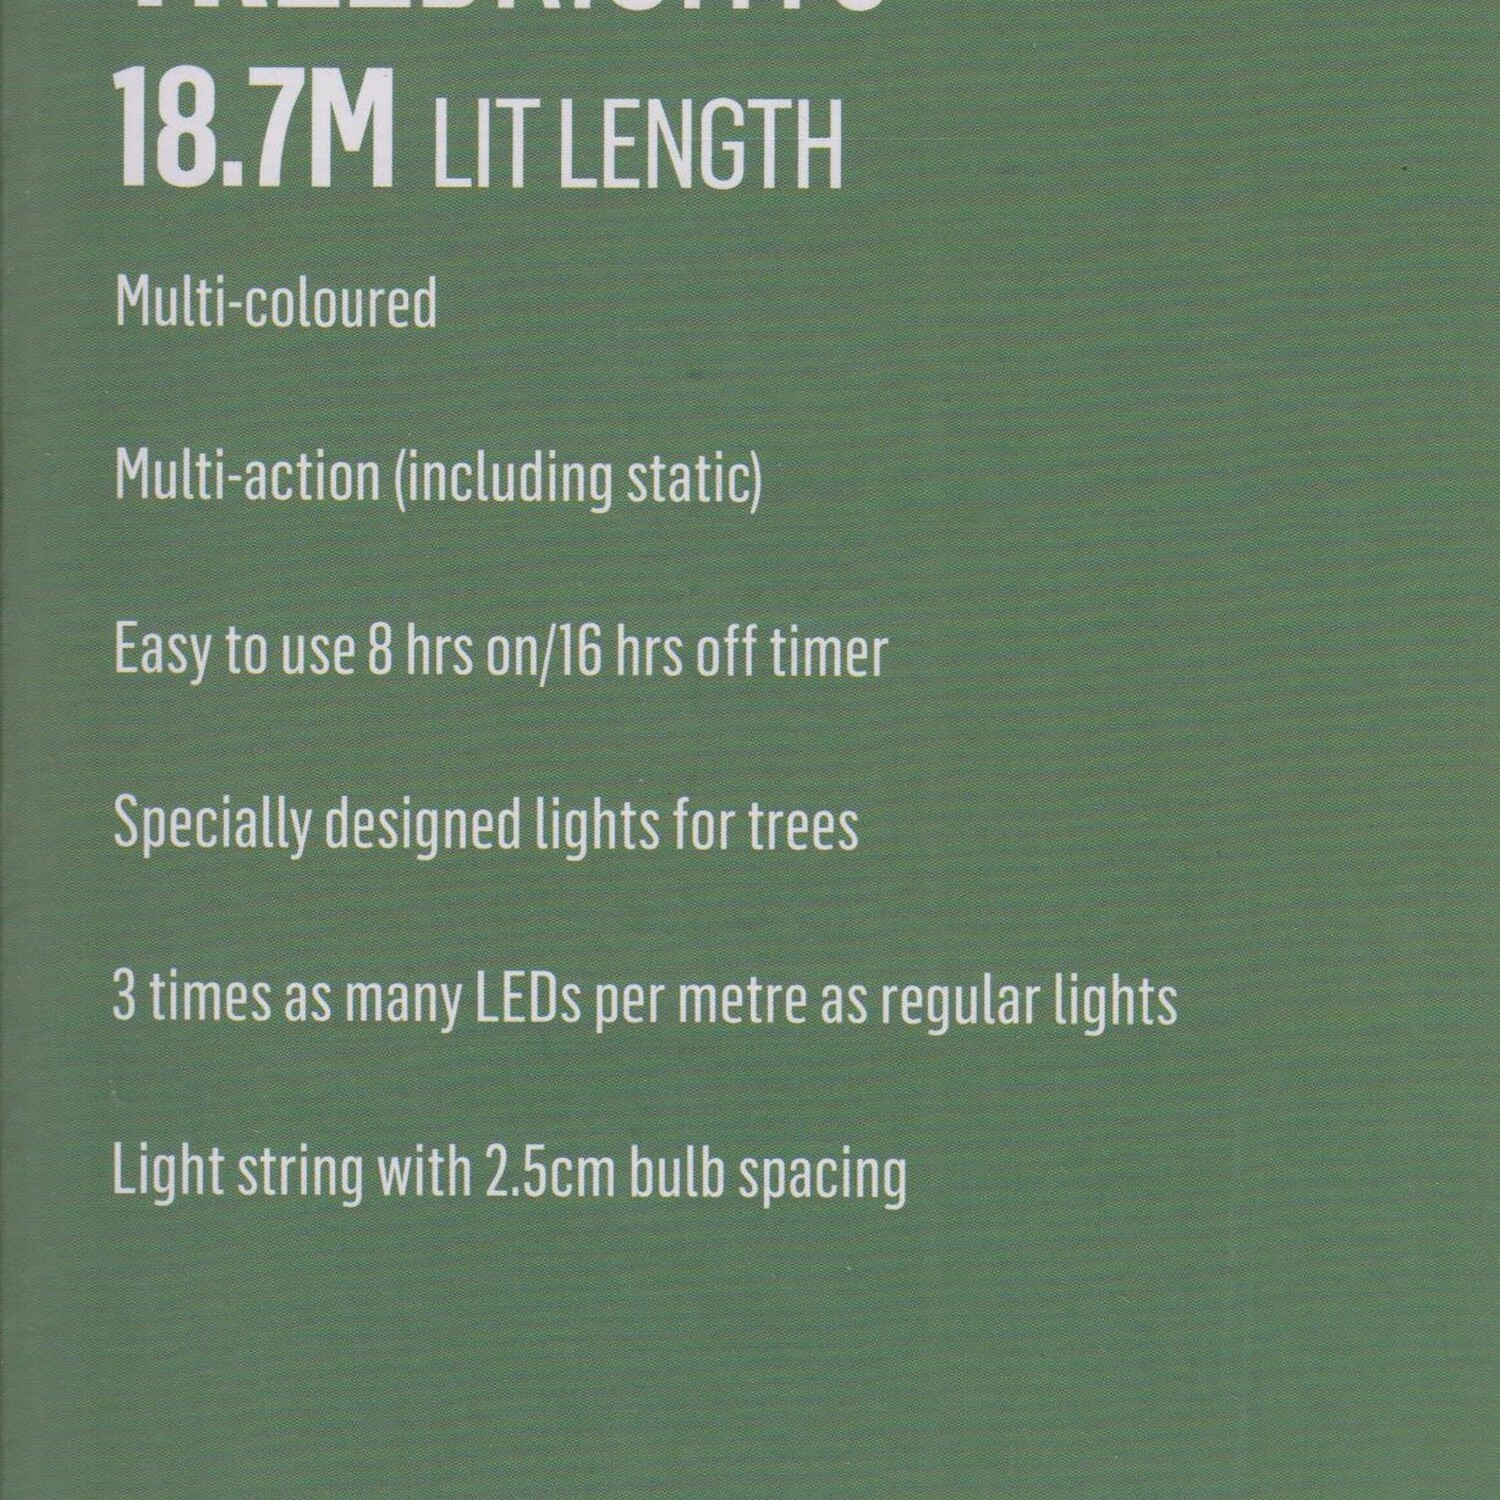 18.7M LIT LENGTH
Multi-coloured
Multi-action (including static)
Easy to use 8 hrs on/16 hrs off timer
Specially designed lights for trees
3 times as many LEDs per metre as regular lights
Light string with 2.5cm bulb spacing